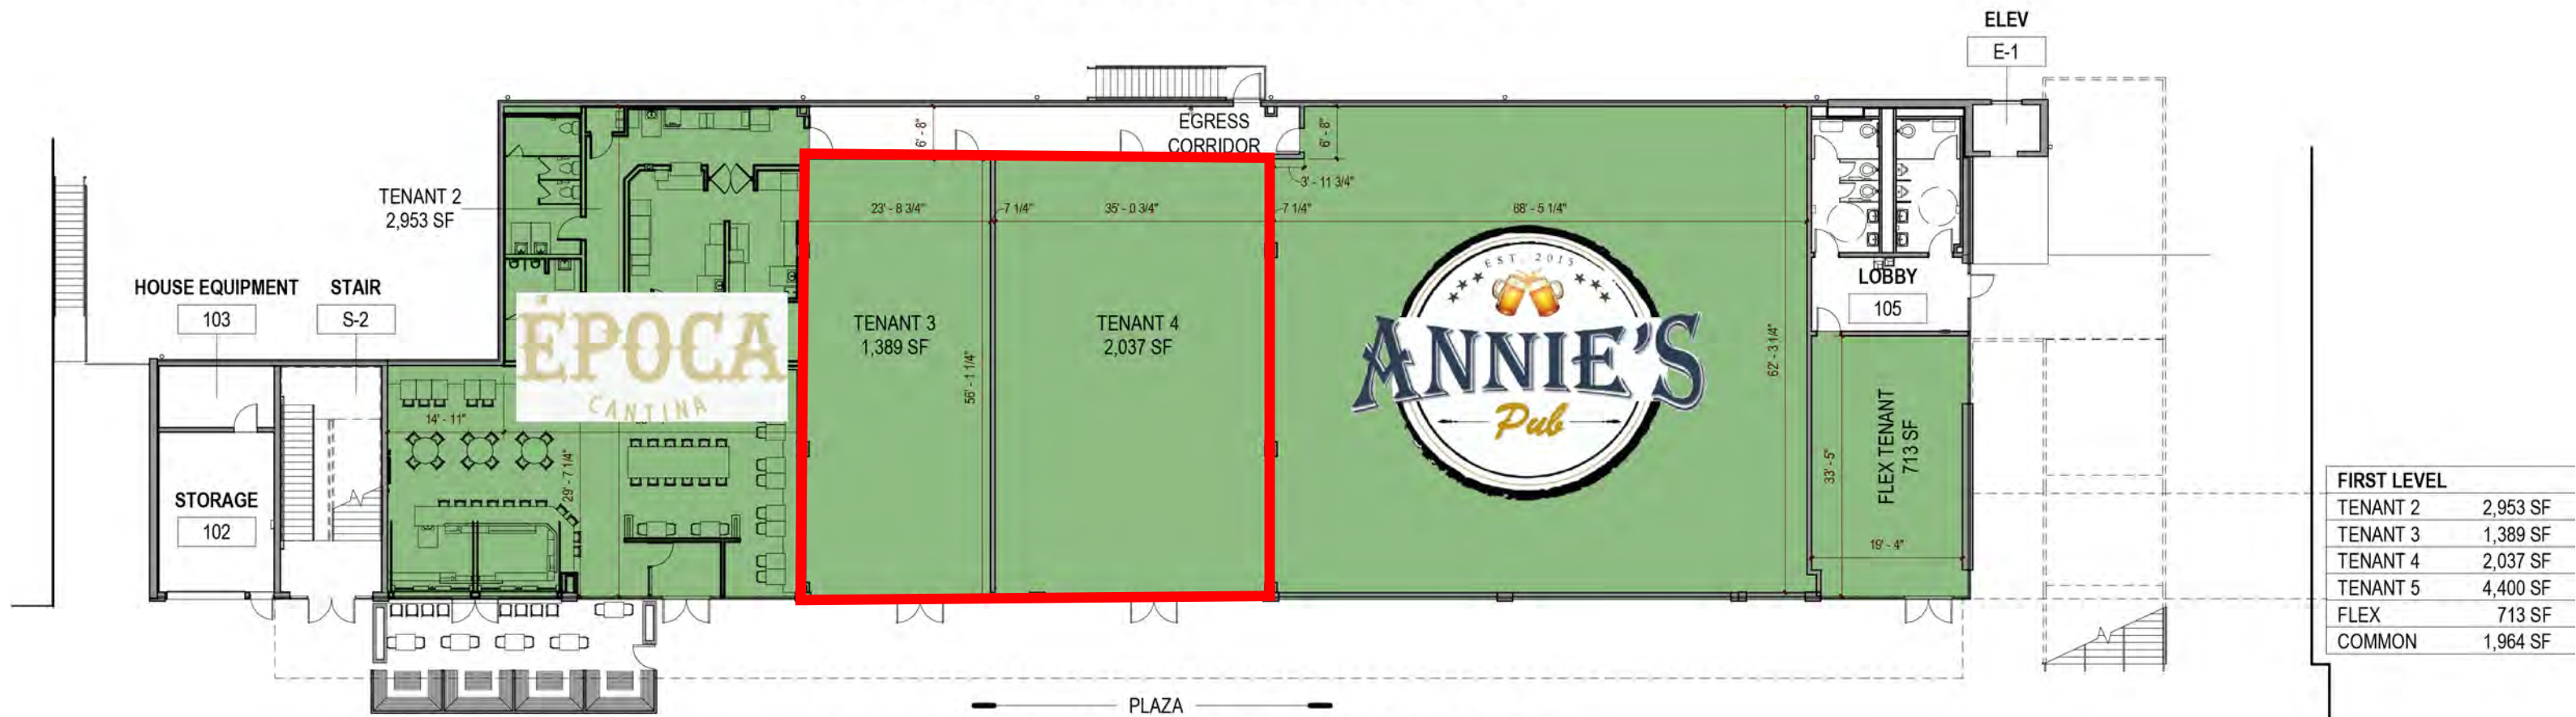 ELEV
E-1
EGRESS
CORRIDOR
6' - 8"
6' - 8"
3' - 11 3/4"
TENANT 2
2,953 SF
23' - 8 3/4"
7 1/4"
35' - 0 3/4"
7 1/4"
68' - 5 1/4"
HOUSE EQUIPMENT
103
STAIR
S-2
EPOCA
CANTINA
TENANT 3
1,389 SF
56' - 1 1/4"
TENANT 4
2,037 SF
EST. 2015
ANNIE'S
Pub
62' - 3 1/4"
LOBBY
105
14' - 11"
29' - 7 1/4"
STORAGE
102
FLEX TENANT
713 SF
33' - 5"
19' - 4"
FIRST LEVEL
TENANT 2 2,953 SF
TENANT 3 1,389 SF
TENANT 4 2,037 SF
TENANT 5 4,400 SF
FLEX 713 SF
COMMON 1,964 SF
PLAZA